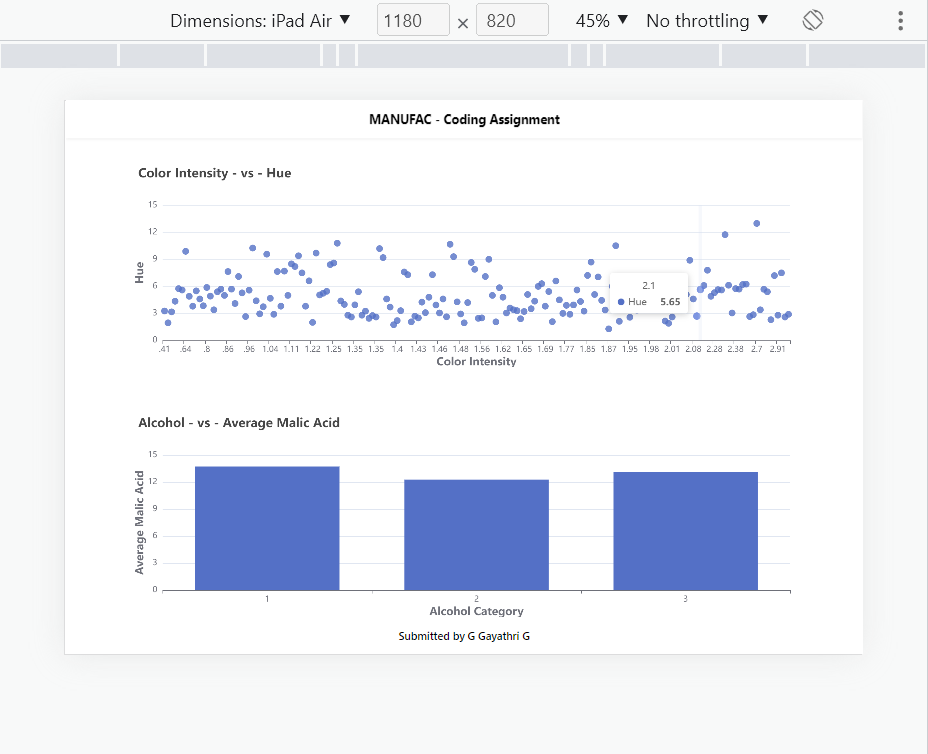 Dimensions: iPad Air ▼ 1180 × 820 45% ▼ No throttling ▼
MANUFAC - Coding Assignment
Color Intensity - vs - Hue
15
12
9
6
3
0
Hue
2.1
Hue 5.65
.41 .64 .8 .86 .96 1.04 1.11 1.22 1.25 1.35 1.35 1.4 1.43 1.46 1.48 1.56 1.62 1.65 1.69 1.77 1.85 1.87 1.95 1.98 2.01 2.08 2.28 2.38 2.7 2.91
Color Intensity
Alcohol - vs - Average Malic Acid
15
12
9
6
3
0
Average Malic Acid
1 2 3
Alcohol Category
Submitted by G Gayathri G